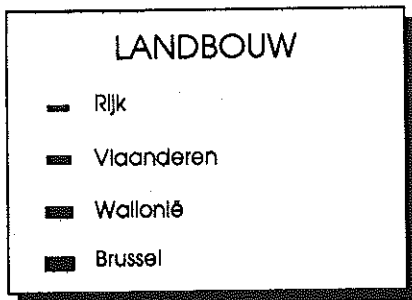 LANDBOUW
Rijk
Vlaanderen
Wallonië
Brussel